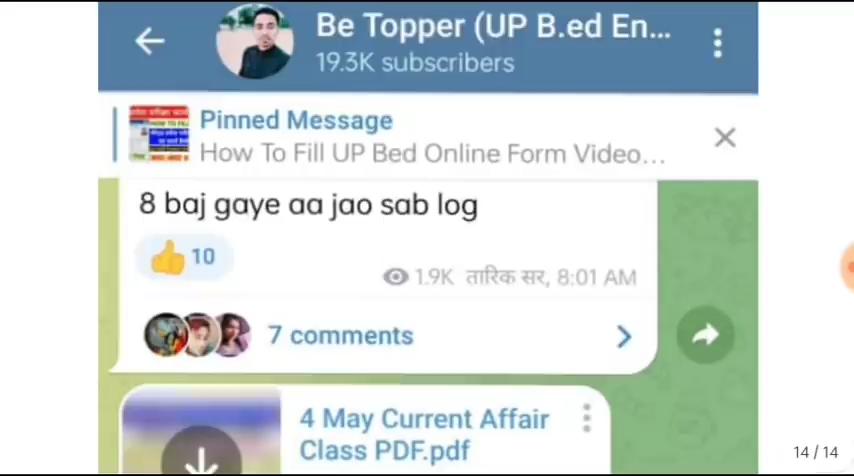 Be Topper (UP B.ed En...
19.3K subscribers
Pinned Message
How To Fill UP Bed Online Form Video...
8 baj gaye aa jao sab log
👍 10
1.9K तारिक सर, 8:01 AM
7 comments
4 May Current Affair
Class PDF.pdf
14 / 14